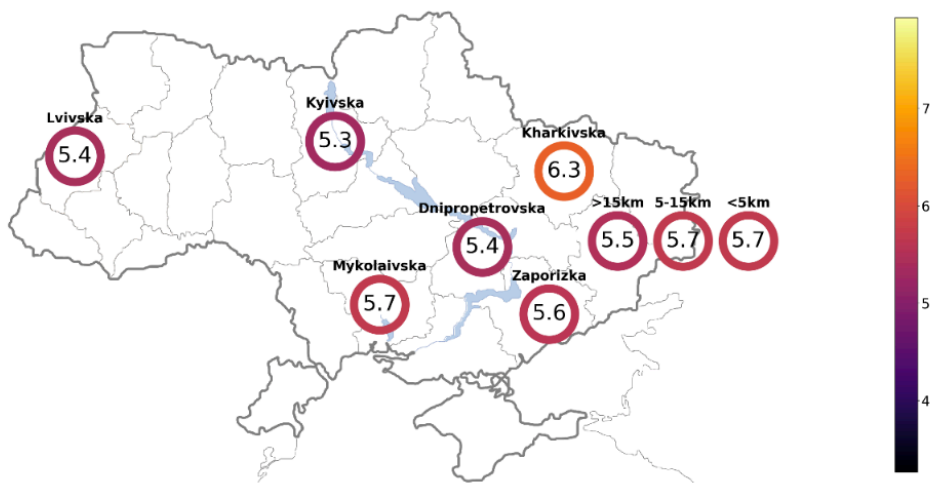 Lvivska
5.4
Kyivska
5.3
Kharkivska
6.3
Dnipropetrovska
5.4
>15km
5.5
5-15km
5.7
<5km
5.7
Mykolaivska
5.7
Zaporizka
5.6
7
6
5
4